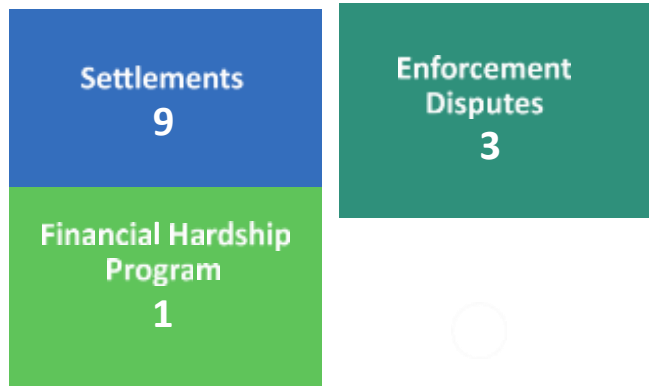 Settlements
9
Enforcement
Disputes
3
Financial Hardship
Program
1